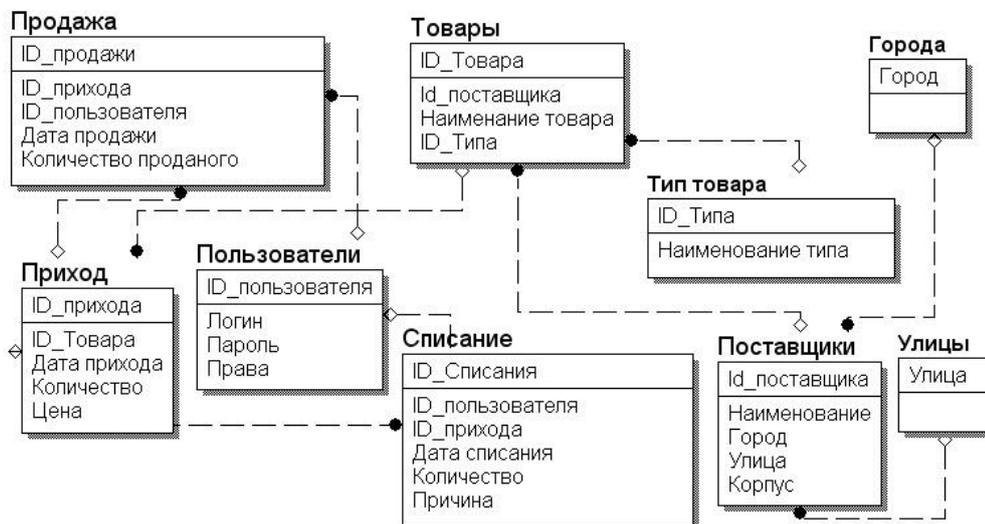 Продажа
ID_продажи
ID_прихода
ID_пользователя
Дата продажи
Количество проданого
Товары
ID_Товара
Id_поставщика
Наименание товара
ID_Типа
Города
Город
Тип товара
ID_Типа
Наименование типа
Приход
ID_прихода
ID_Товара
Дата прихода
Количество
Цена
Пользователи
ID_пользователя
Логин
Пароль
Права
Списание
ID_Списания
ID_пользователя
ID_прихода
Дата списания
Количество
Причина
Поставщики
Id_поставщика
Наименование
Город
Улица
Корпус
Улицы
Улица